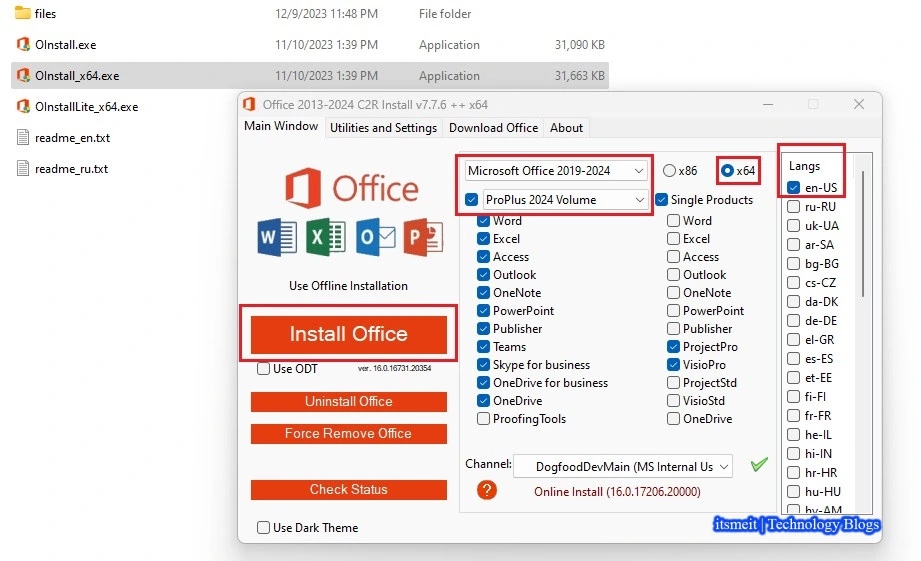 files 12/9/2023 11:48 PM File folder
OInstall.exe 11/10/2023 1:39 PM Application 31,090 KB
OInstall_x64.exe 11/10/2023 1:39 PM Application 31,663 KB
OInstallLite_x64.exe
readme_en.txt
readme_ru.txt
Office 2013-2024 C2R Install v7.7.6 ++ x64
Main Window Utilities and Settings Download Office About
Office
Use Offline Installation
Install Office
Use ODT ver. 16.0.16731.20354
Uninstall Office
Force Remove Office
Check Status
Use Dark Theme
Microsoft Office 2019-2024 x86 x64
ProPlus 2024 Volume Single Products
Word Word
Excel Excel
Access Access
Outlook Outlook
OneNote OneNote
PowerPoint PowerPoint
Publisher Publisher
Teams ProjectPro
Skype for business VisioPro
OneDrive for business ProjectStd
OneDrive VisioStd
ProofingTools OneDrive
Channel: DogfoodDevMain (MS Internal Us
? Online Install (16.0.17206.20000)
Langs
en-US
ru-RU
uk-UA
ar-SA
bg-BG
cs-CZ
da-DK
de-DE
el-GR
es-ES
et-EE
fi-FI
fr-FR
he-IL
hi-IN
hr-HR
hu-HU
hy-AM
itsmeit | Technology Blogs